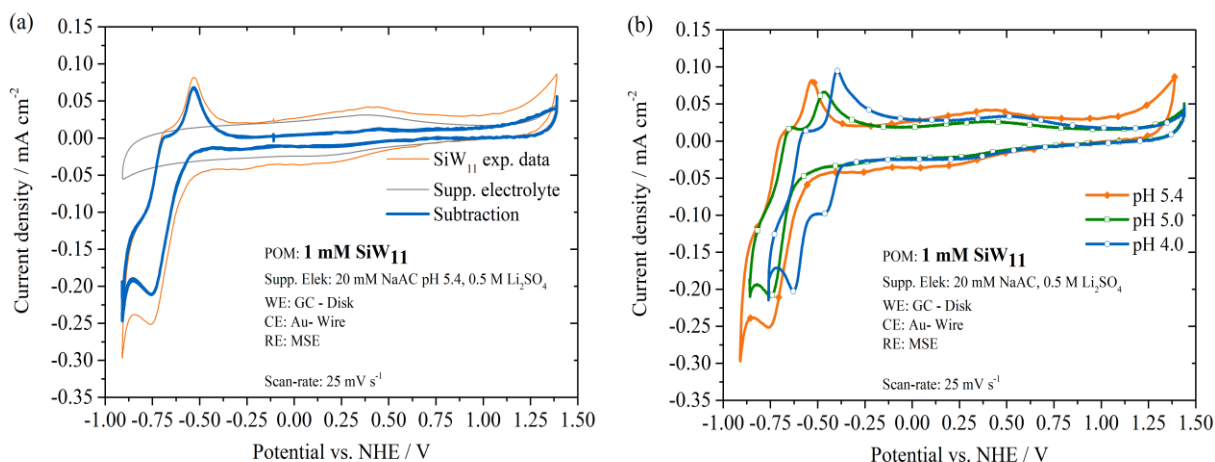 (a)
0.15
0.10
0.05
0.00
-0.05
-0.10
-0.15
-0.20
-0.25
-0.30
-0.35
Current density / mA cm⁻²
SiW₁₁ exp. data
Supp. electrolyte
Subtraction
POM: 1 mM SiW₁₁
Supp. Elek: 20 mM NaAC pH 5.4, 0.5 M Li₂SO₄
WE: GC - Disk
CE: Au- Wire
RE: MSE
Scan-rate: 25 mV s⁻¹
-1.00 -0.75 -0.50 -0.25 0.00 0.25 0.50 0.75 1.00 1.25 1.50
Potential vs. NHE / V
(b)
0.15
0.10
0.05
0.00
-0.05
-0.10
-0.15
-0.20
-0.25
-0.30
-0.35
Current density / mA cm⁻²
pH 5.4
pH 5.0
pH 4.0
POM: 1 mM SiW₁₁
Supp. Elek: 20 mM NaAC, 0.5 M Li₂SO₄
WE: GC - Disk
CE: Au- Wire
RE: MSE
Scan-rate: 25 mV s⁻¹
-1.00 -0.75 -0.50 -0.25 0.00 0.25 0.50 0.75 1.00 1.25 1.50
Potential vs. NHE / V